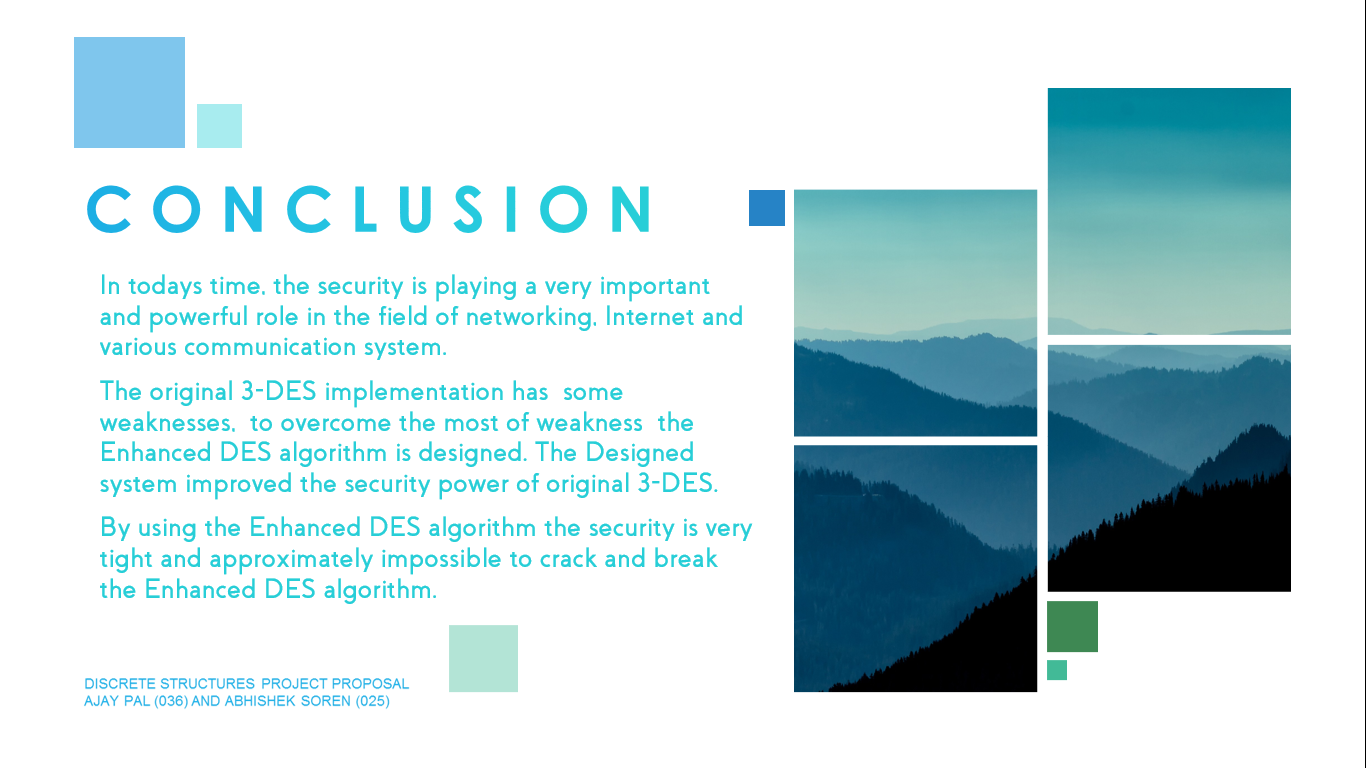 CONCLUSION
In todays time, the security is playing a very important
and powerful role in the field of networking, Internet and
various communication system.
The original 3-DES implementation has  some
weaknesses,  to overcome the most of weakness  the
Enhanced DES algorithm is designed. The Designed
system improved the security power of original 3-DES.
By using the Enhanced DES algorithm the security is very
tight and approximately impossible to crack and break
the Enhanced DES algorithm.
DISCRETE STRUCTURES PROJECT PROPOSAL
AJAY PAL (036) AND ABHISHEK SOREN (025)